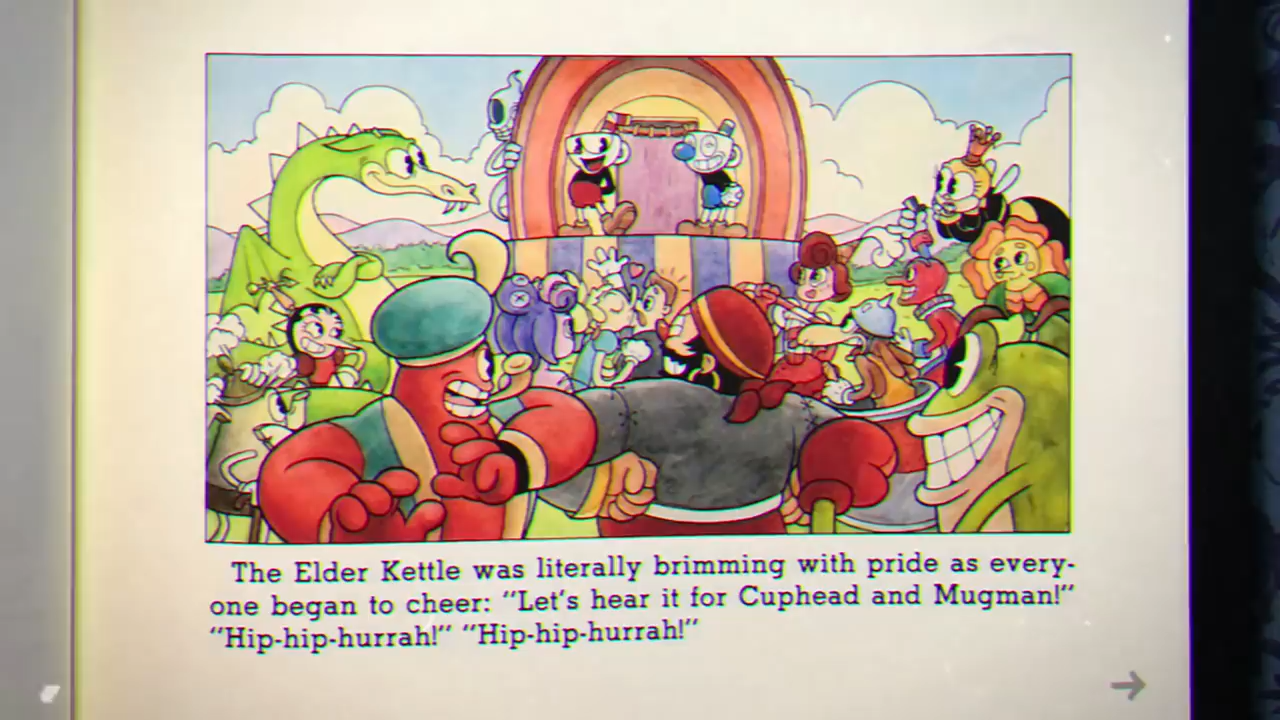 The Elder Kettle was literally brimming with pride as every-
one began to cheer: “Let’s hear it for Cuphead and Mugman!”
“Hip-hip-hurrah!” “Hip-hip-hurrah!”